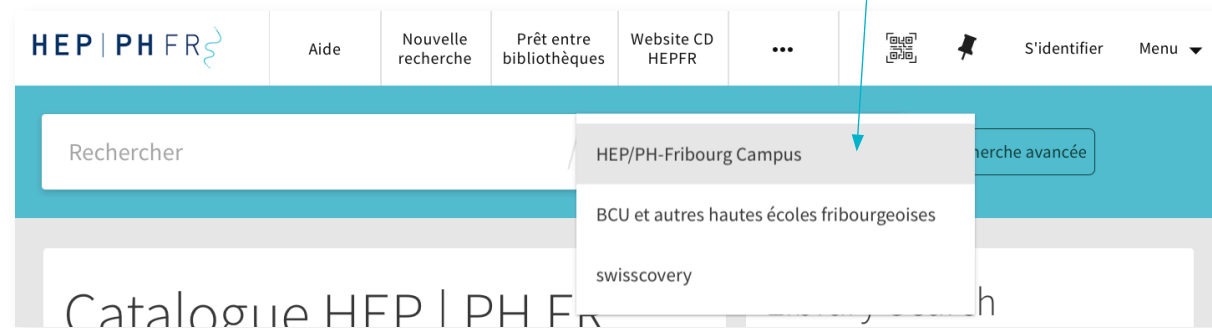 HEP|PH FR
Aide
Nouvelle
recherche
Prêt entre
bibliothèques
Website CD
HEPFR
•••
S'identifier
Menu
Rechercher
HEP/PH-Fribourg Campus
erche avancée
BCU et autres hautes écoles fribourgeoises
swisscovery
Catalogue HEP | PH FR